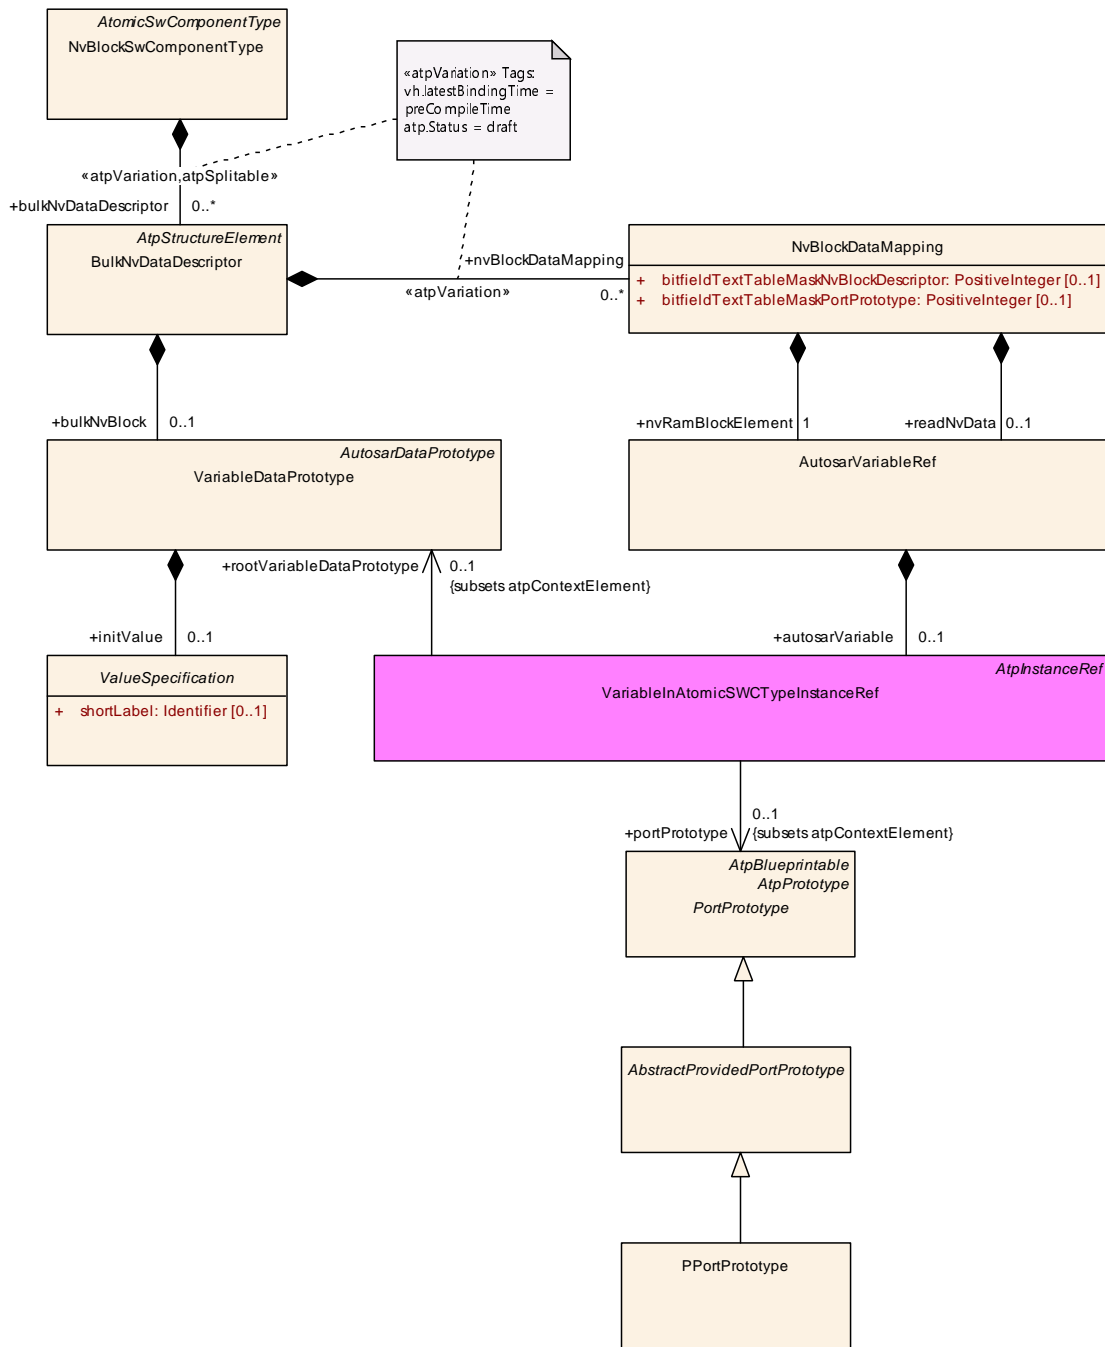 AtomicSwComponentType
NvBlockSwComponentType
«atpVariation» Tags:
vh.latestBindingTime =
preCompileTime
atp.Status = draft
«atpVariation,atpSplitable»
+bulkNvDataDescriptor 0..*
AtpStructureElement
BulkNvDataDescriptor
+nvBlockDataMapping
«atpVariation»
0..*
NvBlockDataMapping
+ bitfieldTextTableMaskNvBlockDescriptor: PositiveInteger [0..1]
+ bitfieldTextTableMaskPortPrototype: PositiveInteger [0..1]
+bulkNvBlock 0..1
+nvRamBlockElement 1
+readNvData 0..1
AutosarDataPrototype
VariableDataPrototype
AutosarVariableRef
+rootVariableDataPrototype 0..1
{subsets atpContextElement}
+initValue 0..1
+autosarVariable 0..1
ValueSpecification
+ shortLabel: Identifier [0..1]
AtpInstanceRef
VariableInAtomicSWCTypeInstanceRef
0..1
+portPrototype {subsets atpContextElement}
AtpBlueprintable
AtpPrototype
PortPrototype
AbstractProvidedPortPrototype
PPortPrototype